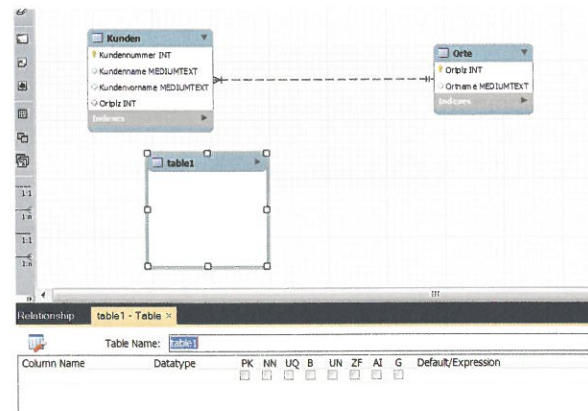 Kunden
Kundennummer INT
Kundenname MEDIUMTEXT
Kundenvorname MEDIUMTEXT
Ortplz INT
Indexes
Orte
Ortplz INT
Ortname MEDIUMTEXT
Indexes
table1
1:1
1:n
1:1
1:n
Relationship
table1 - Table ×
Table Name: table1
Column Name Datatype PK NN UQ B UN ZF AI G Default/Expression